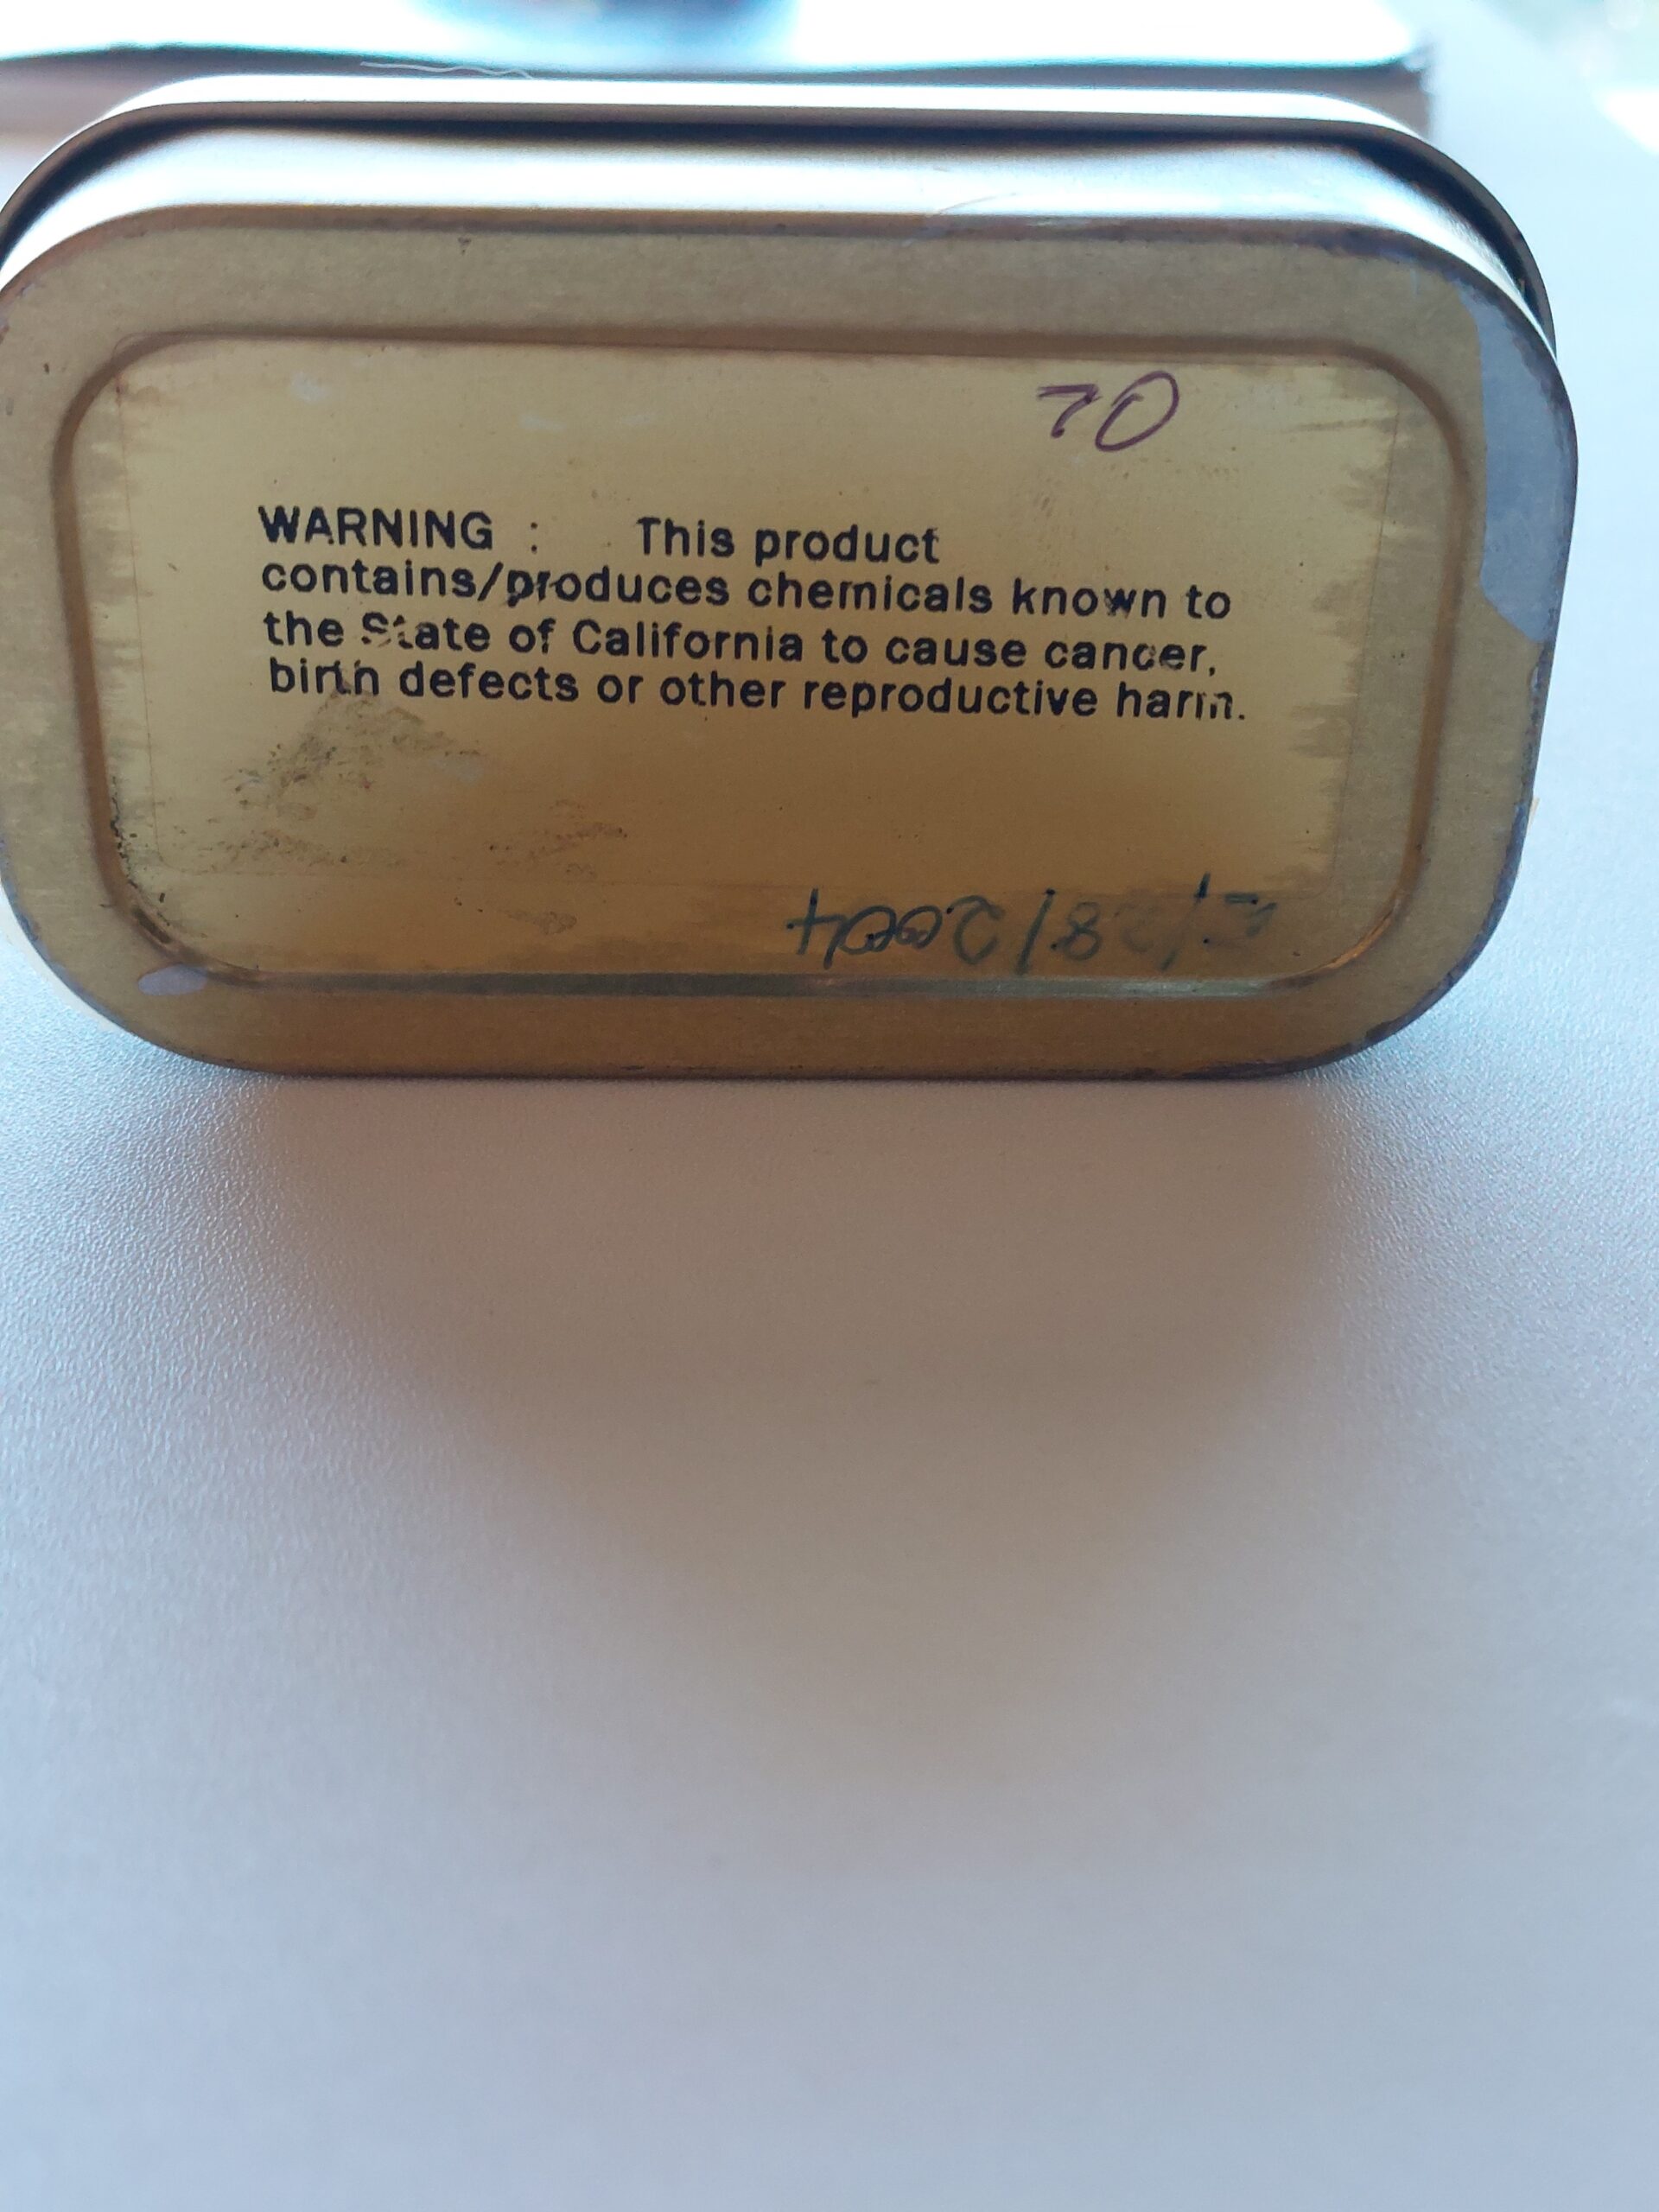 70
WARNING : This product
contains/produces chemicals known to
the State of California to cause cancer,
birth defects or other reproductive harm.